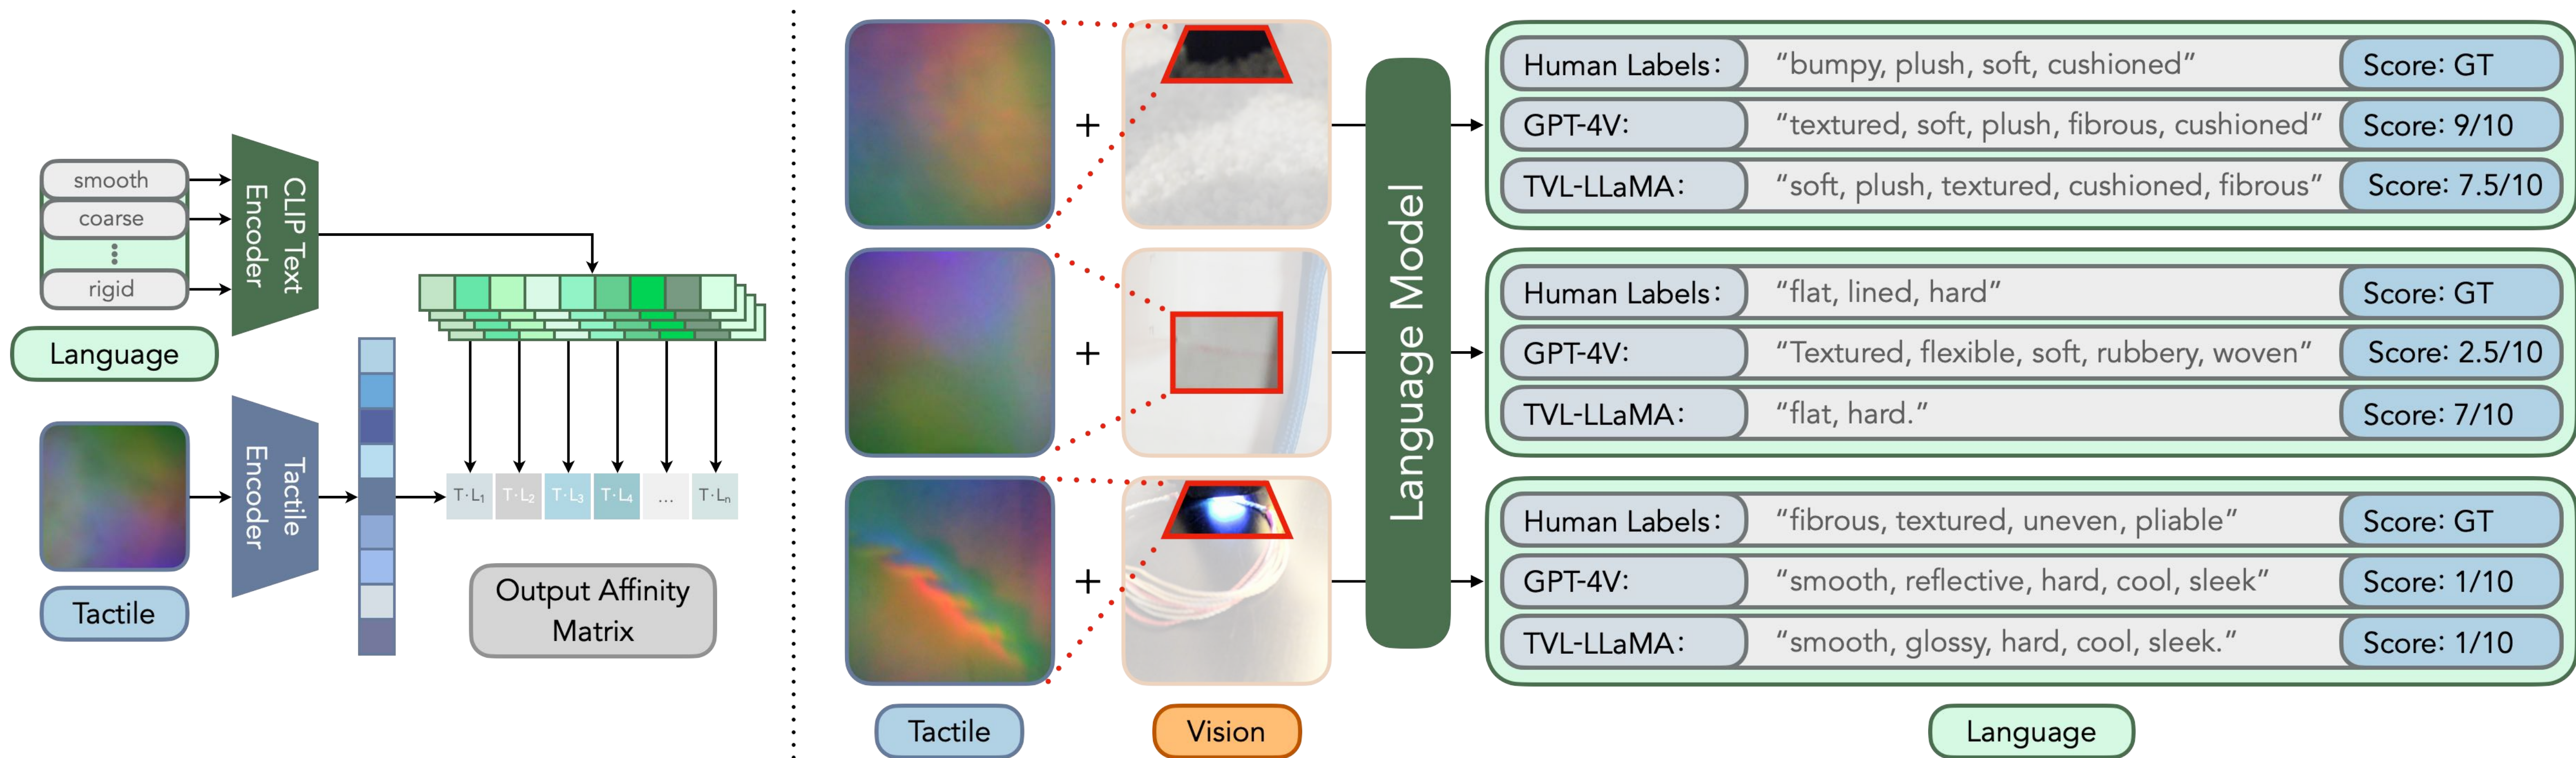 smooth
coarse
rigid
CLIP Text
Encoder
Language
Tactile
Encoder
T·L₁ T·L₂ T·L₃ T·L₄ ... T·Lₙ
Tactile
Output Affinity
Matrix
+
+
+
Tactile
Vision
Language Model
Human Labels: “bumpy, plush, soft, cushioned” Score: GT
GPT-4V: “textured, soft, plush, fibrous, cushioned” Score: 9/10
TVL-LLaMA: “soft, plush, textured, cushioned, fibrous” Score: 7.5/10
Human Labels: “flat, lined, hard” Score: GT
GPT-4V: “Textured, flexible, soft, rubbery, woven” Score: 2.5/10
TVL-LLaMA: “flat, hard.” Score: 7/10
Human Labels: “fibrous, textured, uneven, pliable” Score: GT
GPT-4V: “smooth, reflective, hard, cool, sleek” Score: 1/10
TVL-LLaMA: “smooth, glossy, hard, cool, sleek.” Score: 1/10
Language